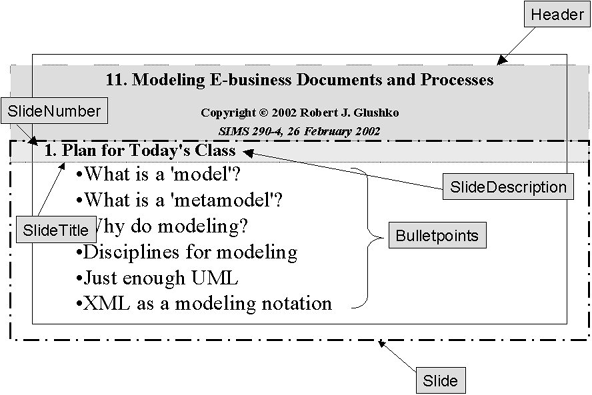 Header
11. Modeling E-business Documents and Processes
SlideNumber
Copyright © 2002 Robert J. Glushko
SIMS 290-4, 26 February 2002
1. Plan for Today's Class
•What is a 'model'?
SlideDescription
•What is a 'metamodel'?
SlideTitle
Why do modeling?
Bulletpoints
•Disciplines for modeling
•Just enough UML
•XML as a modeling notation
Slide